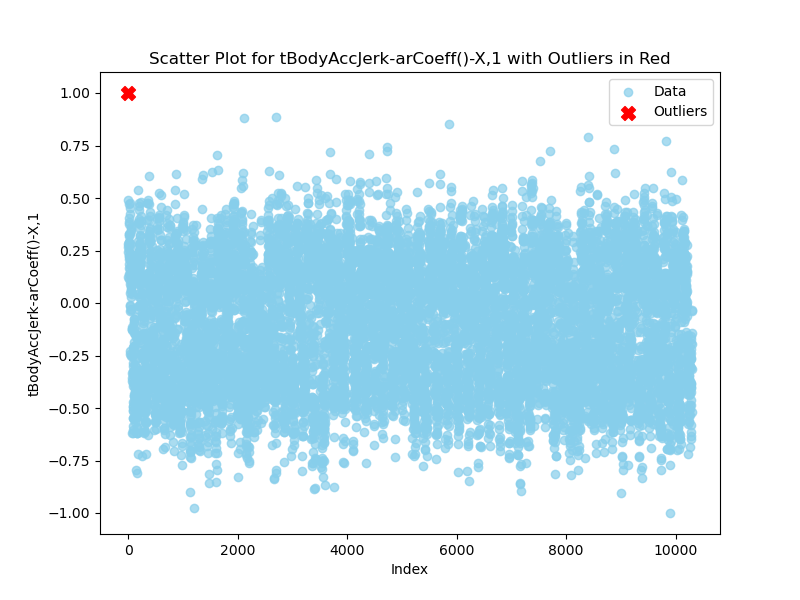 Scatter Plot for tBodyAccJerk-arCoeff()-X,1 with Outliers in Red
Data
Outliers
tBodyAccJerk-arCoeff()-X,1
1.00
0.75
0.50
0.25
0.00
−0.25
−0.50
−0.75
−1.00
0 2000 4000 6000 8000 10000
Index